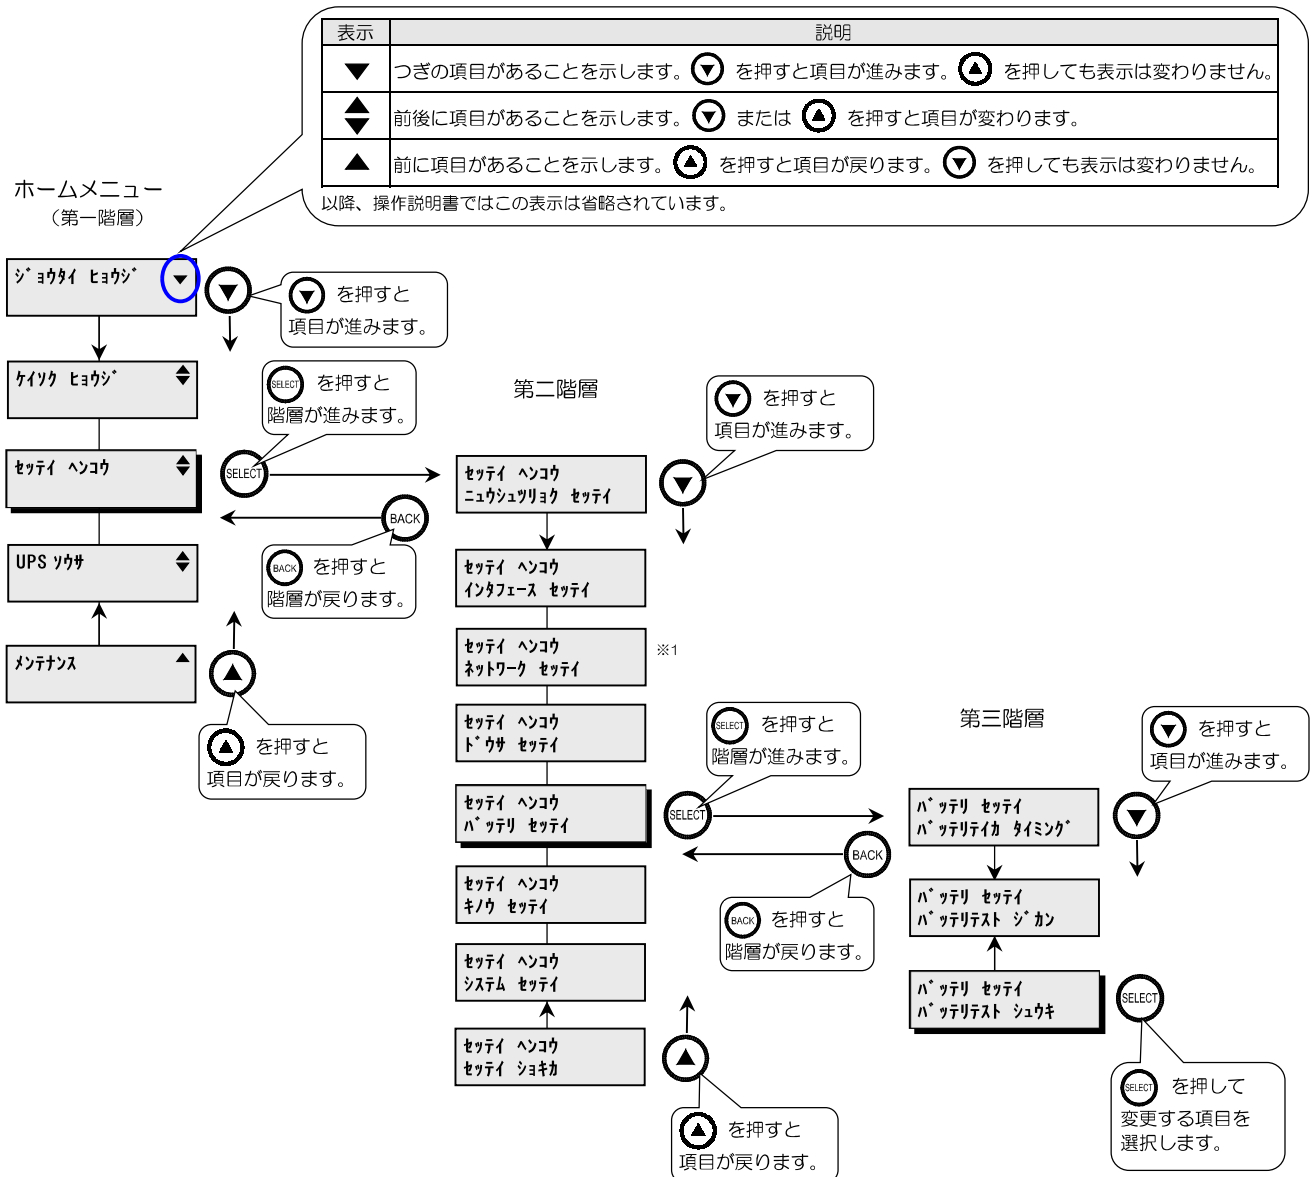 表示 説明
▼ つぎの項目があることを示します。▼ を押すと項目が進みます。▲ を押しても表示は変わりません。
▲▼ 前後に項目があることを示します。▼ または ▲ を押すと項目が変わります。
▲ 前に項目があることを示します。▲ を押すと項目が戻ります。▼ を押しても表示は変わりません。
以降、操作説明書ではこの表示は省略されています。
ホームメニュー
（第一階層）
ｼﾞｮｳﾀｲ ﾋｮｳｼﾞ ▼
▼
▼ を押すと
項目が進みます。
ｹｲｿｸ ﾋｮｳｼﾞ ▲▼
SELECT を押すと
階層が進みます。
ｾｯﾃｲ ﾍﾝｺｳ ▲▼
SELECT
BACK
BACK を押すと
階層が戻ります。
UPS ｿｳｻ ▲▼
ﾒﾝﾃﾅﾝｽ ▲
▲
▲ を押すと
項目が戻ります。
第二階層
▼ を押すと
項目が進みます。
ｾｯﾃｲ ﾍﾝｺｳ
ﾆｭｳｼｭﾂﾘｮｸ ｾｯﾃｲ
▼
ｾｯﾃｲ ﾍﾝｺｳ
ｲﾝﾀﾌｪｰｽ ｾｯﾃｲ
ｾｯﾃｲ ﾍﾝｺｳ
ﾈｯﾄﾜｰｸ ｾｯﾃｲ
※1
ｾｯﾃｲ ﾍﾝｺｳ
ﾄﾞｳｻ ｾｯﾃｲ
ｾｯﾃｲ ﾍﾝｺｳ
ﾊﾞｯﾃﾘ ｾｯﾃｲ
SELECT を押すと
階層が進みます。
SELECT
BACK
BACK を押すと
階層が戻ります。
ｾｯﾃｲ ﾍﾝｺｳ
ｷﾉｳ ｾｯﾃｲ
ｾｯﾃｲ ﾍﾝｺｳ
ｼｽﾃﾑ ｾｯﾃｲ
ｾｯﾃｲ ﾍﾝｺｳ
ｾｯﾃｲ ｼｮｷｶ
▲
▲ を押すと
項目が戻ります。
第三階層
▼ を押すと
項目が進みます。
ﾊﾞｯﾃﾘ ｾｯﾃｲ
ﾊﾞｯﾃﾘﾃｲｶ ﾀｲﾐﾝｸﾞ
▼
ﾊﾞｯﾃﾘ ｾｯﾃｲ
ﾊﾞｯﾃﾘﾃｽﾄ ｼﾞｶﾝ
ﾊﾞｯﾃﾘ ｾｯﾃｲ
ﾊﾞｯﾃﾘﾃｽﾄ ｼｭｳｷ
SELECT
SELECT を押して
変更する項目を
選択します。